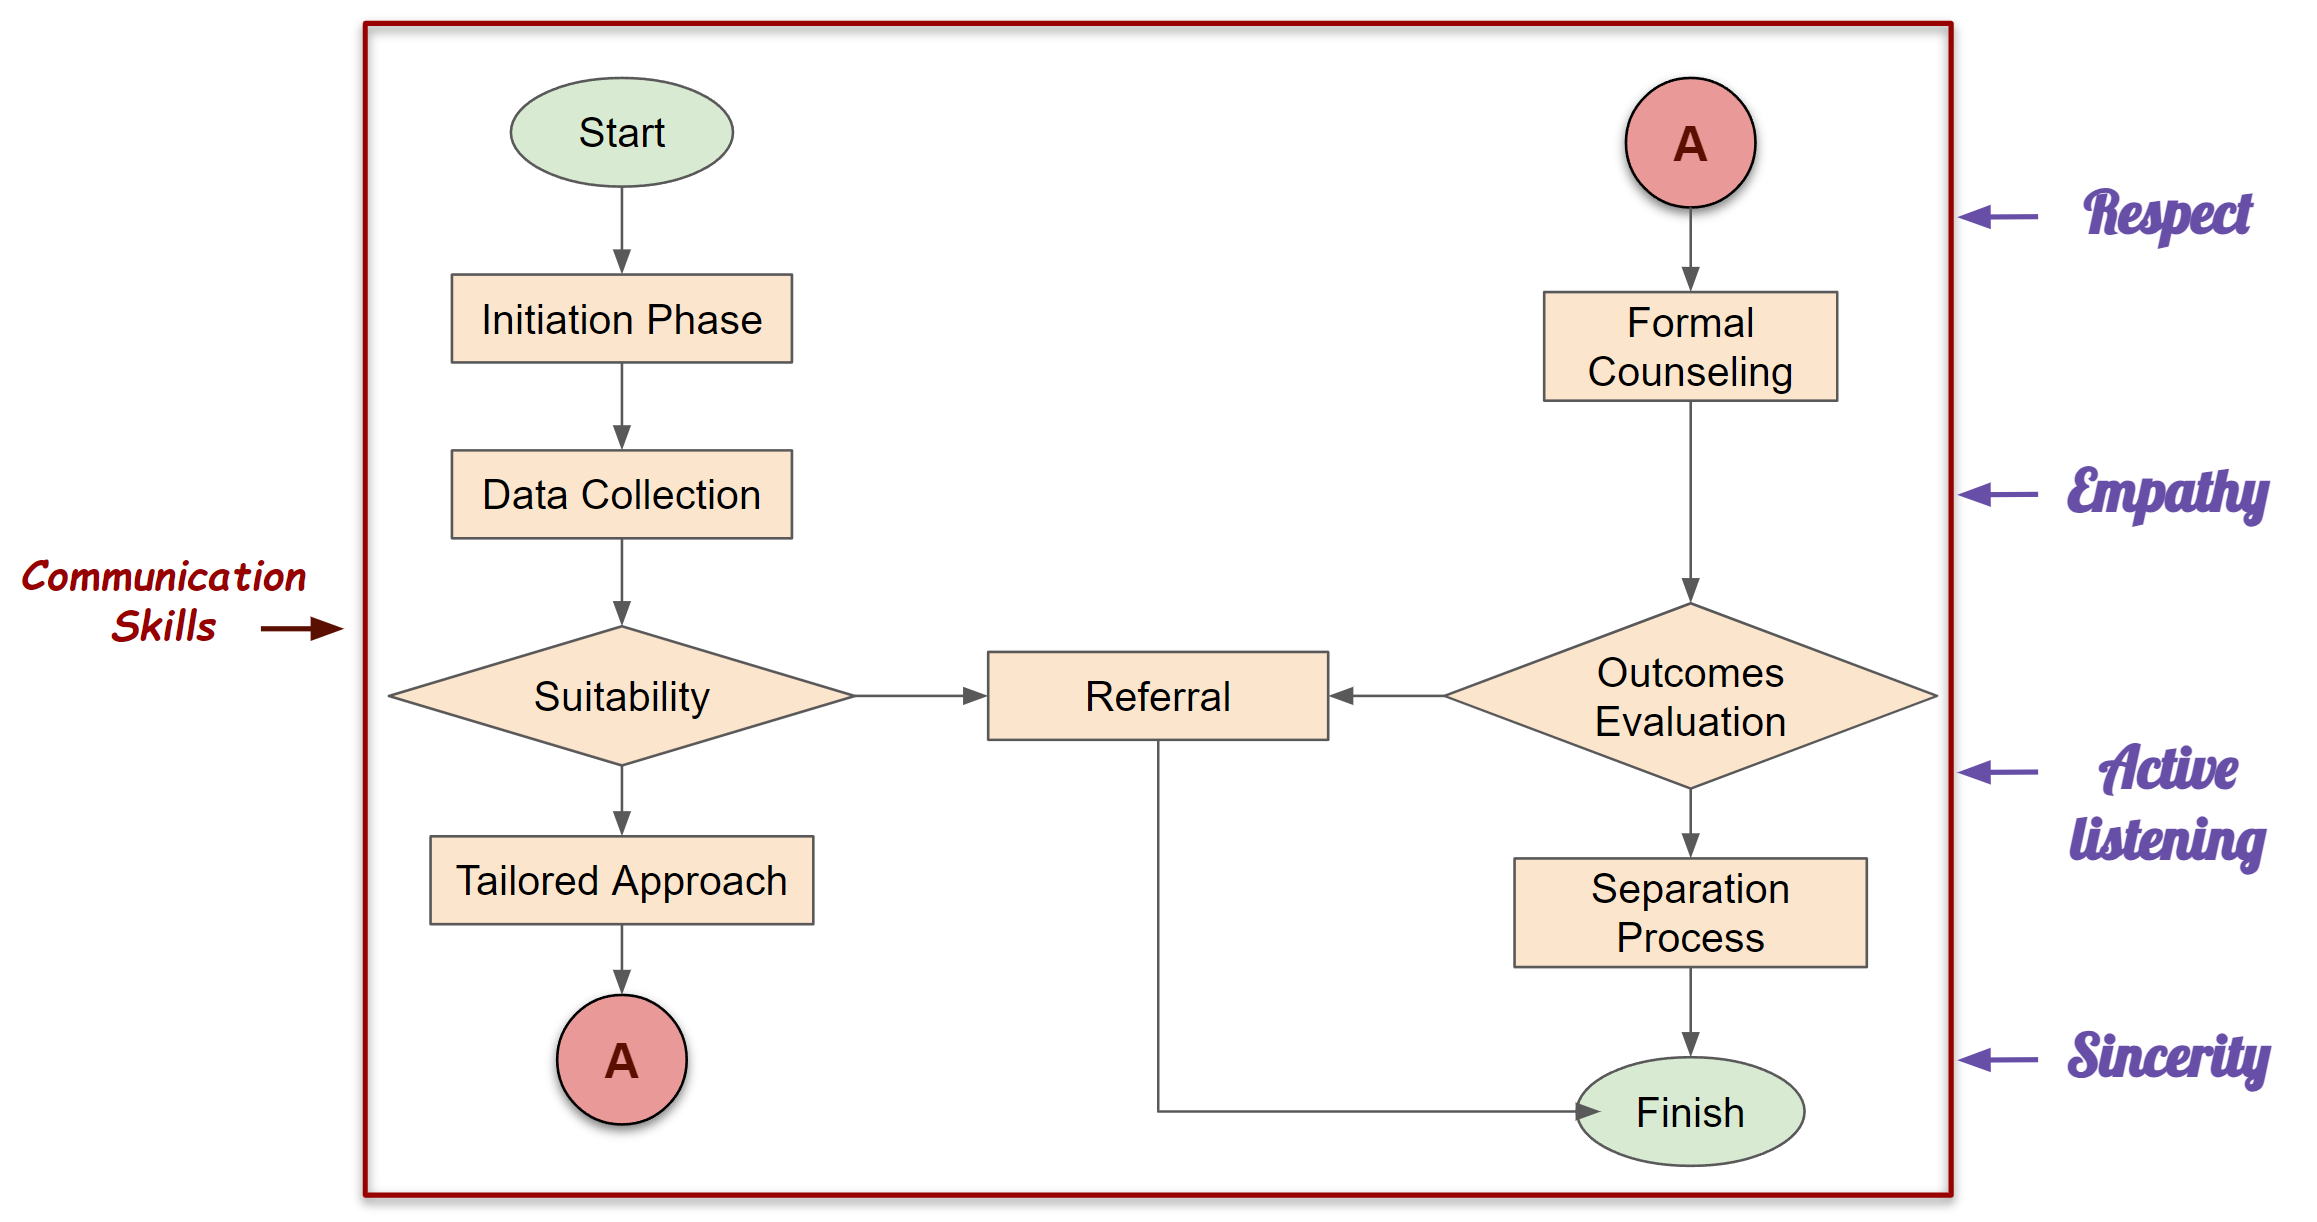 Communication
Skills
Start
Initiation Phase
Data Collection
Suitability
Tailored Approach
A
Referral
A
Formal
Counseling
Outcomes
Evaluation
Separation
Process
Finish
Respect
Empathy
Active
listening
Sincerity